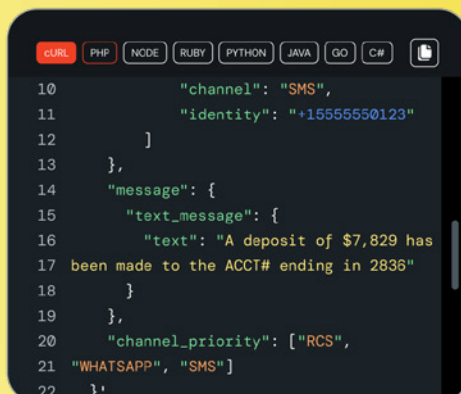 cURL PHP NODE RUBY PYTHON JAVA GO C#
10 "channel": "SMS",
11 "identity": "+15555550123"
12 ]
13 },
14 "message": {
15 "text_message": {
16 "text": "A deposit of $7,829 has
17 been made to the ACCT# ending in 2836"
18 }
19 },
20 "channel_priority": ["RCS",
21 "WHATSAPP", "SMS"]
22 }'